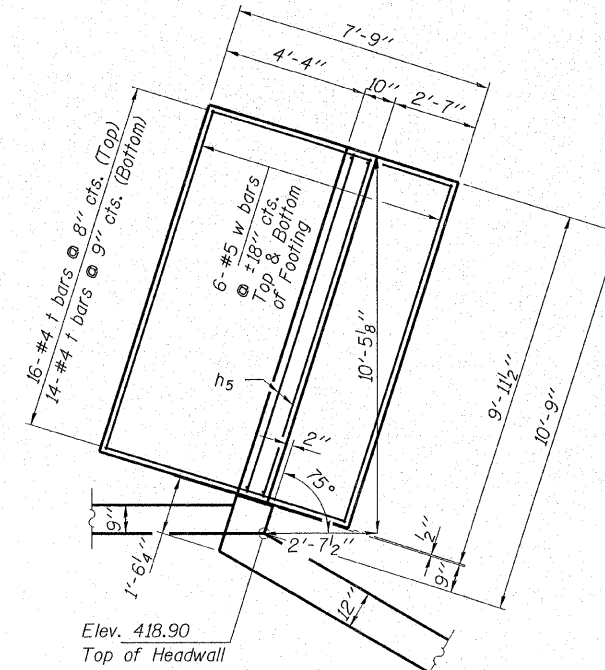 7'-9"
4'-4"
10"
2'-7"
16-#4 t bars @ 8" cts. (Top)
14-#4 t bars @ 9" cts. (Bottom)
6-#5 w bars
@ ±18" cts.
Top & Bottom
of Footing
10'-5⅛"
9'-11½"
10'-9"
h5
2"
75°
9"
1'-6¼"
2'-7½"
½"
9"
12"
Elev. 418.90
Top of Headwall